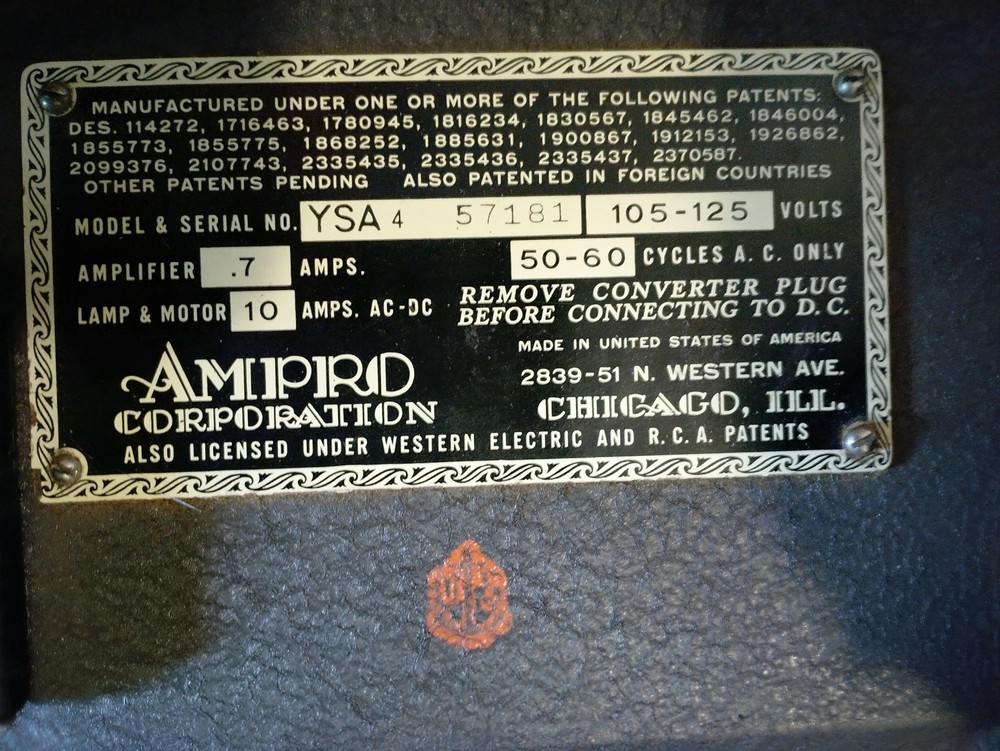 MANUFACTURED UNDER ONE OR MORE OF THE FOLLOWING PATENTS:
DES. 114272, 1716463, 1780945, 1816234, 1830567, 1845462, 1846004,
1855773, 1855775, 1868252, 1885631, 1900867, 1912153, 1926862,
2099376, 2107743, 2335435, 2335436, 2335437, 2370587.
OTHER PATENTS PENDING ALSO PATENTED IN FOREIGN COUNTRIES
MODEL & SERIAL NO. YSA 4 57181 105-125 VOLTS
AMPLIFIER .7 AMPS. 50-60 CYCLES A. C. ONLY
LAMP & MOTOR 10 AMPS. AC-DC
REMOVE CONVERTER PLUG
BEFORE CONNECTING TO D. C.
MADE IN UNITED STATES OF AMERICA
AMPRO
CORPORATION
2839-51 N. WESTERN AVE.
CHICAGO, ILL.
ALSO LICENSED UNDER WESTERN ELECTRIC AND R. C. A. PATENTS